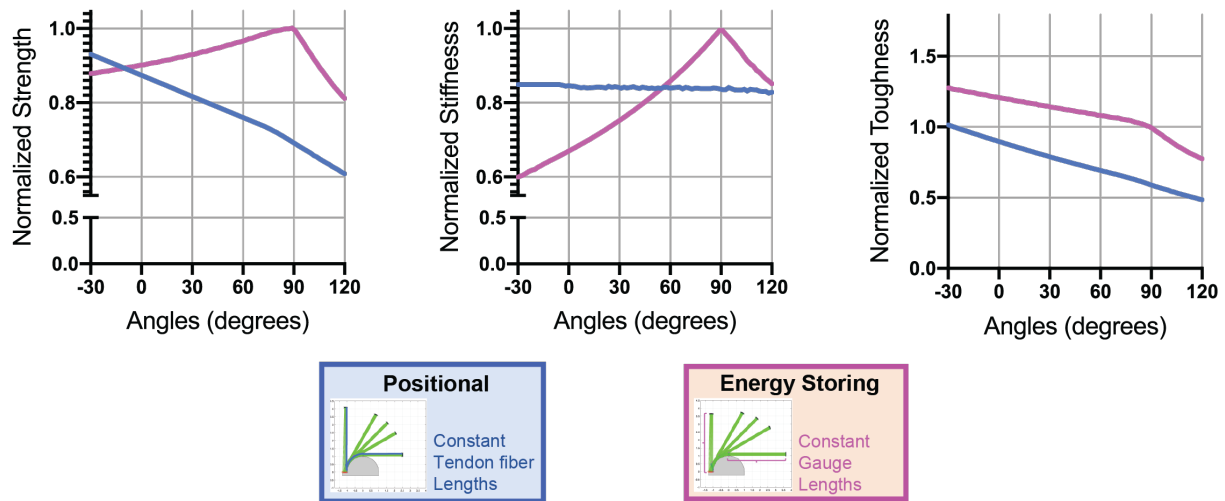 Normalized Strength
1.0
0.8
0.6
0.5
0.0
-30 0 30 60 90 120
Angles (degrees)
Normalized Stiffnesss
1.0
0.8
0.6
0.5
0.0
-30 0 30 60 90 120
Angles (degrees)
Normalized Toughness
1.5
1.0
0.5
0.0
-30 0 30 60 90 120
Angles (degrees)
Positional
Constant
Tendon fiber
Lengths
Energy Storing
Constant
Gauge
Lengths